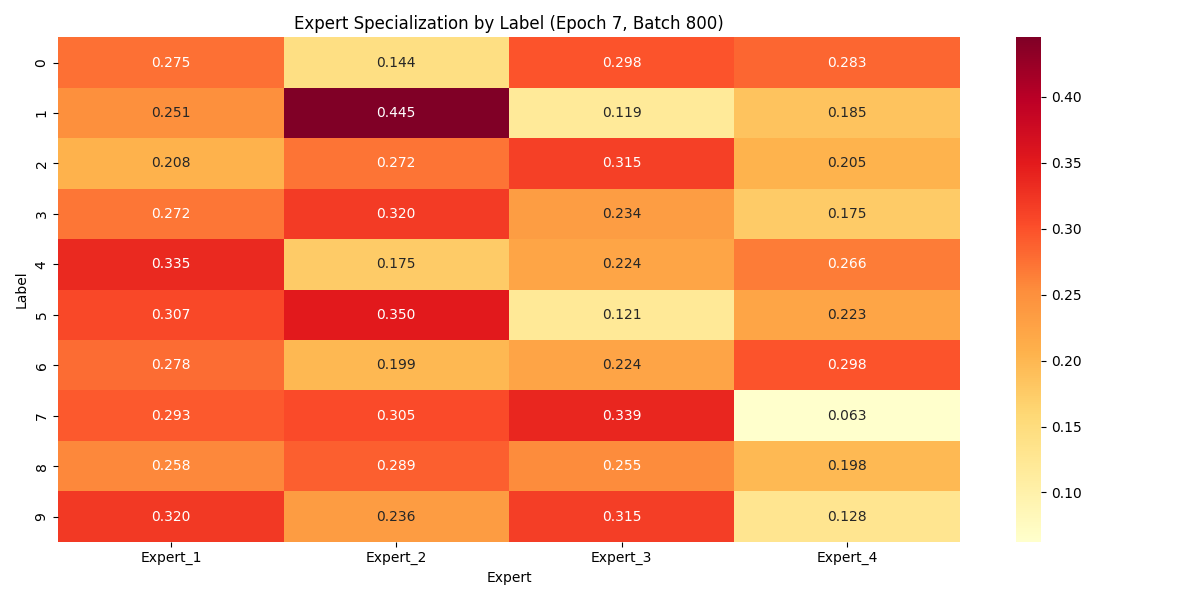 Expert Specialization by Label (Epoch 7, Batch 800)
0 0.275 0.144 0.298 0.283
1 0.251 0.445 0.119 0.185
2 0.208 0.272 0.315 0.205
3 0.272 0.320 0.234 0.175
4 0.335 0.175 0.224 0.266
5 0.307 0.350 0.121 0.223
6 0.278 0.199 0.224 0.298
7 0.293 0.305 0.339 0.063
8 0.258 0.289 0.255 0.198
9 0.320 0.236 0.315 0.128
Label
Expert_1 Expert_2 Expert_3 Expert_4
Expert
0.40
0.35
0.30
0.25
0.20
0.15
0.10